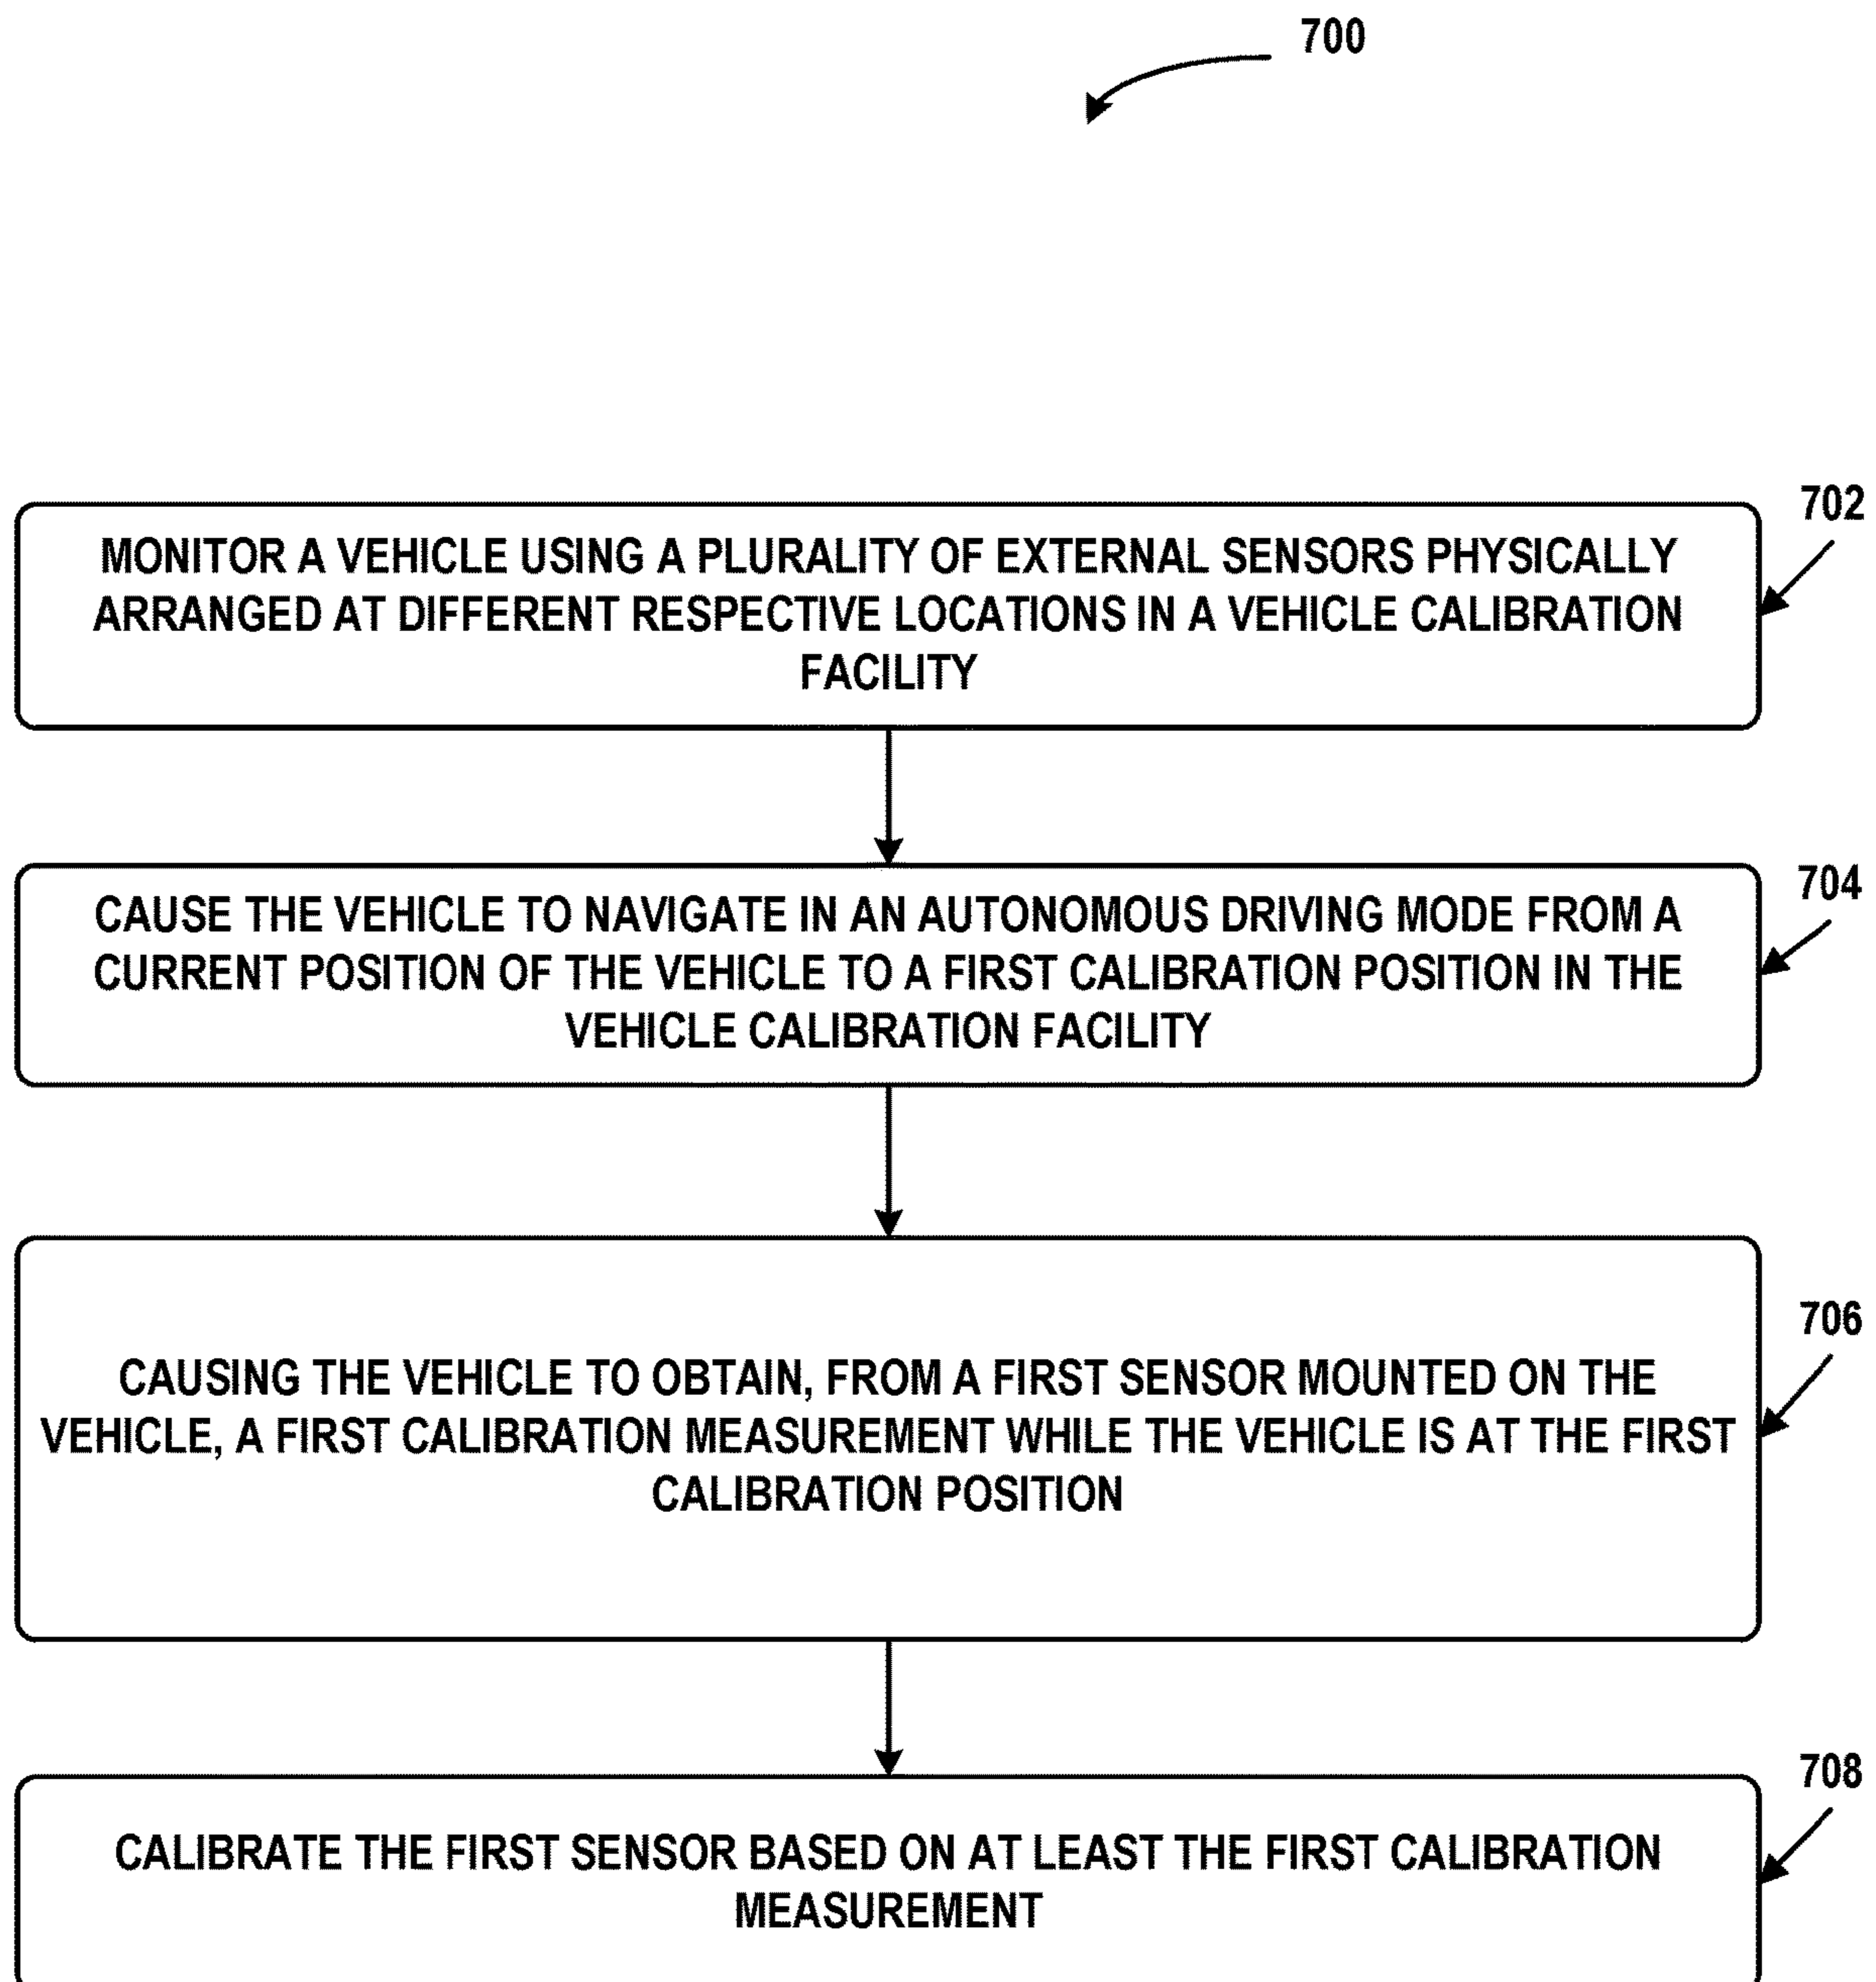 700
702
MONITOR A VEHICLE USING A PLURALITY OF EXTERNAL SENSORS PHYSICALLY
ARRANGED AT DIFFERENT RESPECTIVE LOCATIONS IN A VEHICLE CALIBRATION
FACILITY
704
CAUSE THE VEHICLE TO NAVIGATE IN AN AUTONOMOUS DRIVING MODE FROM A
CURRENT POSITION OF THE VEHICLE TO A FIRST CALIBRATION POSITION IN THE
VEHICLE CALIBRATION FACILITY
706
CAUSING THE VEHICLE TO OBTAIN, FROM A FIRST SENSOR MOUNTED ON THE
VEHICLE, A FIRST CALIBRATION MEASUREMENT WHILE THE VEHICLE IS AT THE FIRST
CALIBRATION POSITION
708
CALIBRATE THE FIRST SENSOR BASED ON AT LEAST THE FIRST CALIBRATION
MEASUREMENT